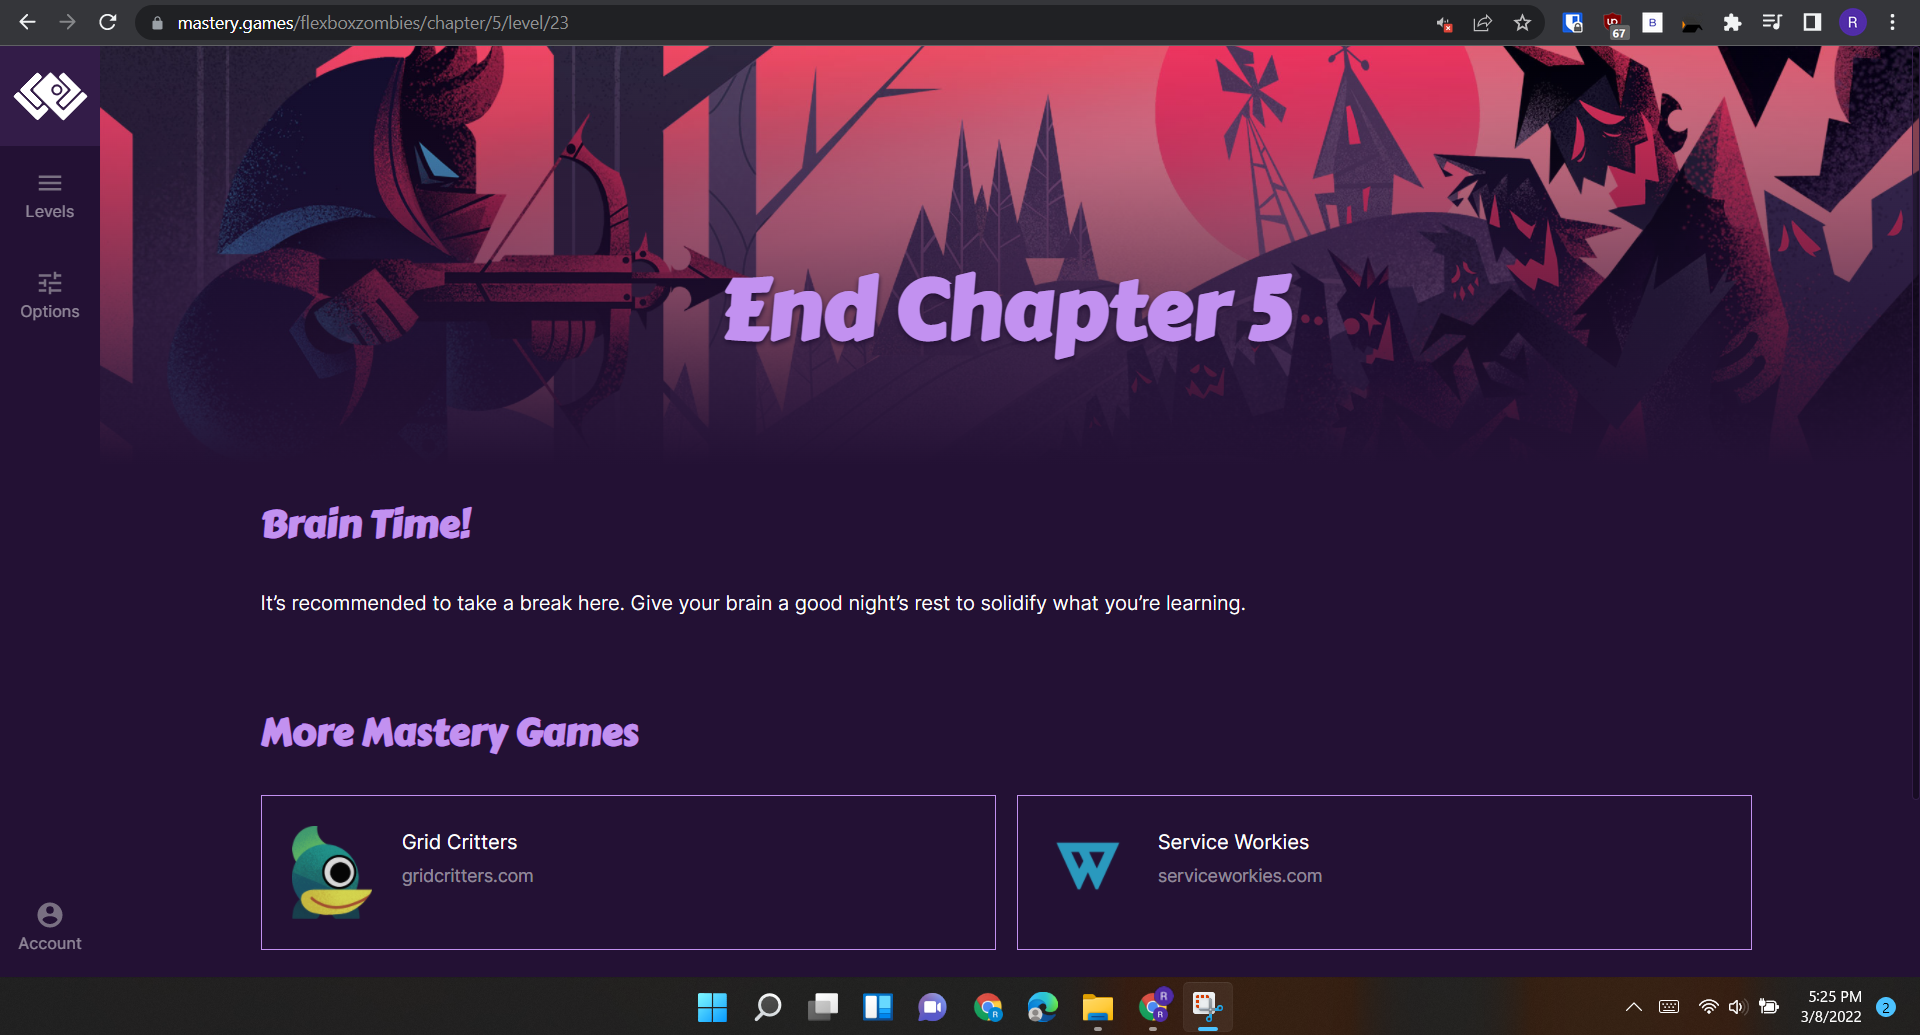 mastery.games/flexboxzombies/chapter/5/level/23
67
B
R
Levels
Options
End Chapter 5
Brain Time!
It's recommended to take a break here. Give your brain a good night's rest to solidify what you're learning.
More Mastery Games
Grid Critters
gridcritters.com
Service Workies
serviceworkies.com
Account
R
R
R
5:25 PM
3/8/2022
2